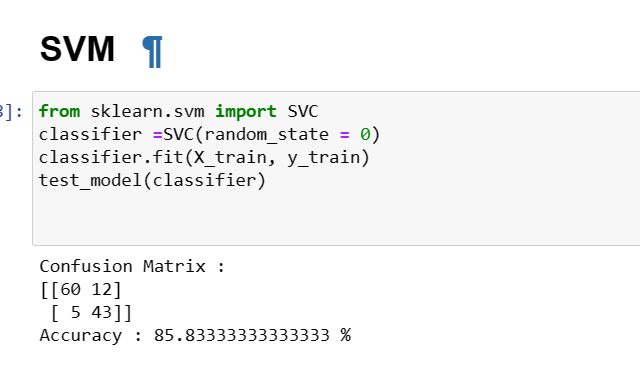 SVM ¶
]:
from sklearn.svm import SVC
classifier =SVC(random_state = 0)
classifier.fit(X_train, y_train)
test_model(classifier)
Confusion Matrix :
[[60 12]
 [ 5 43]]
Accuracy : 85.83333333333333 %